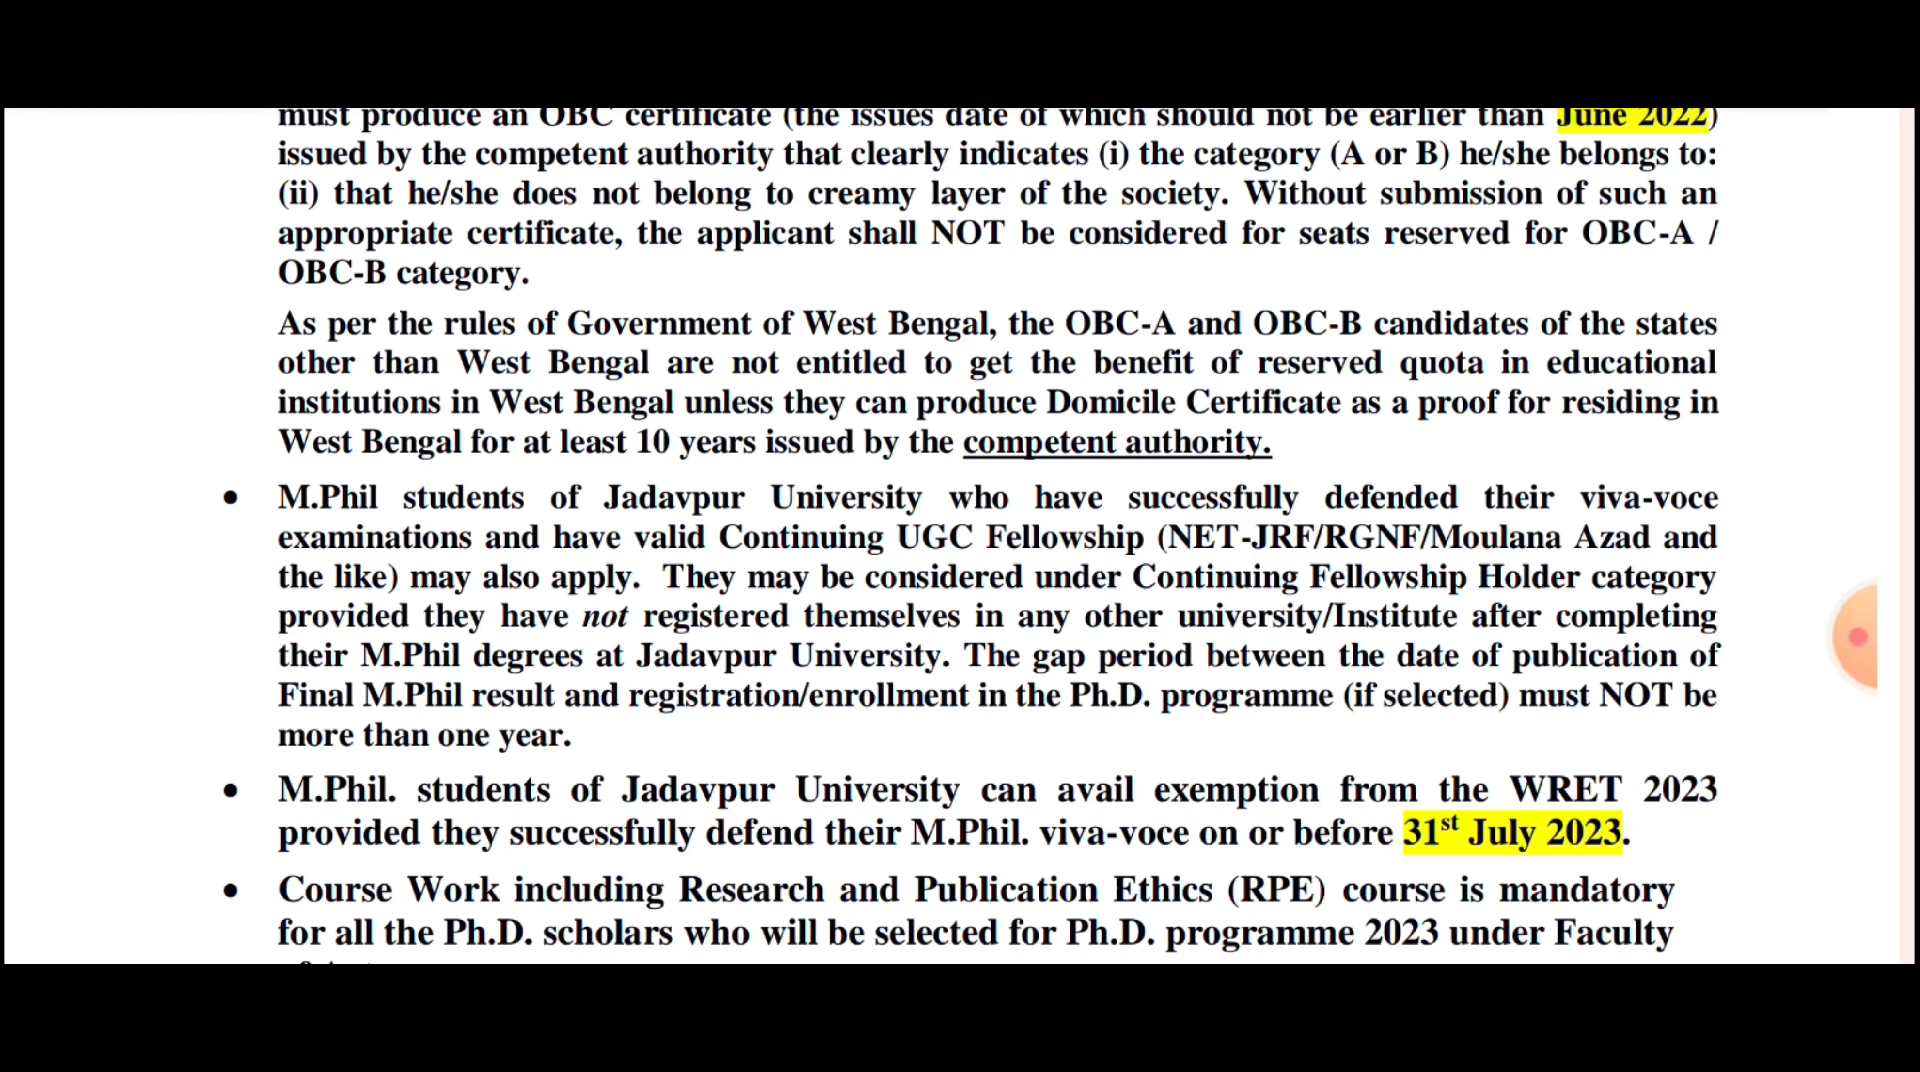 must produce an OBC certificate (the issues date of which should not be earlier than June 2022)
issued by the competent authority that clearly indicates (i) the category (A or B) he/she belongs to:
(ii) that he/she does not belong to creamy layer of the society. Without submission of such an
appropriate certificate, the applicant shall NOT be considered for seats reserved for OBC-A /
OBC-B category.
As per the rules of Government of West Bengal, the OBC-A and OBC-B candidates of the states
other than West Bengal are not entitled to get the benefit of reserved quota in educational
institutions in West Bengal unless they can produce Domicile Certificate as a proof for residing in
West Bengal for at least 10 years issued by the competent authority.
• M.Phil students of Jadavpur University who have successfully defended their viva-voce
examinations and have valid Continuing UGC Fellowship (NET-JRF/RGNF/Moulana Azad and
the like) may also apply. They may be considered under Continuing Fellowship Holder category
provided they have not registered themselves in any other university/Institute after completing
their M.Phil degrees at Jadavpur University. The gap period between the date of publication of
Final M.Phil result and registration/enrollment in the Ph.D. programme (if selected) must NOT be
more than one year.
• M.Phil. students of Jadavpur University can avail exemption from the WRET 2023
provided they successfully defend their M.Phil. viva-voce on or before 31st July 2023.
• Course Work including Research and Publication Ethics (RPE) course is mandatory
for all the Ph.D. scholars who will be selected for Ph.D. programme 2023 under Faculty